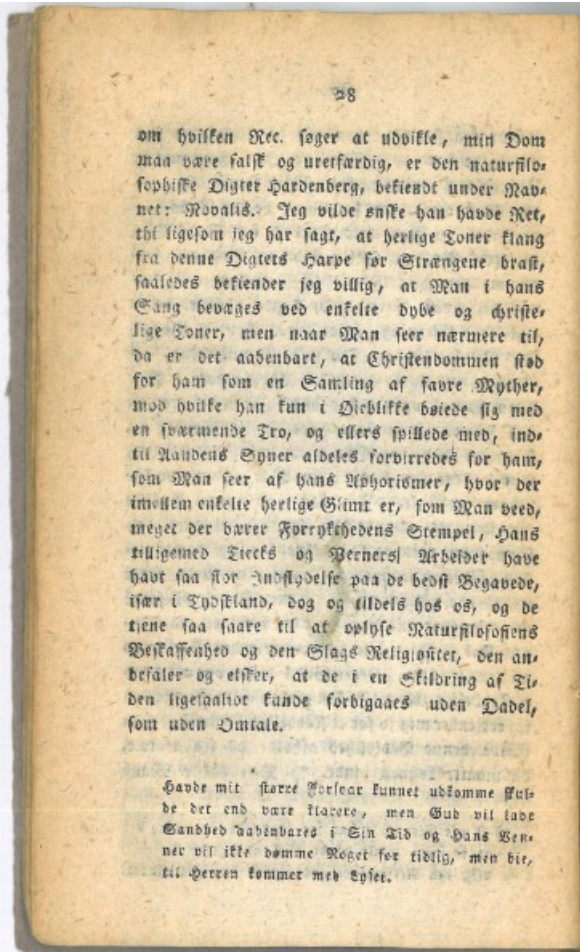 28
om hvilken Rec. søger at udvikle, min Dom
maa være falsk og uretfærdig, er den naturfilo-
sophiske Digter Hardenberg, bekiendt under Nav-
net: Novalis. Jeg vilde ønske han havde Ret,
thi ligesom jeg har sagt, at herlige Toner klang
fra denne Digters Harpe før Strængene brast,
saaledes bekiender jeg villig, at Man i hans
Sang bevæges ved enkelte dybe og christe-
lige Toner, men naar Man seer nærmere til,
da er det aabenbart, at Christendommen stod
for ham som en Samling af favre Myther,
mod hvilke han kun i Øieblikke bøiede sig med
en sværmende Tro, og ellers spillede med, ind-
til Aandens Syner aldeles forvirredes for ham,
som Man seer af hans Aphorismer, hvor der
imellem enkelte herlige Glimt er, som Man veed,
meget der bærer Forrykthedens Stempel, Hans
tilligemed Tiecks og Verners Arbeider have
havt saa stor Indflydelse paa de bedst Begavede,
især i Tydskland, dog og tildels hos os, og de
tjene saa saare til at oplyse Naturfilosofiens
Beskaffenhed og den Slags Religiøsitet, den an-
befaler og elsker, at de i en Skildring af Ti-
den ligesaalidt kunde forbigaaes uden Dadel,
som uden Omtale.
Havde mit større Forsvar kunnet udkomme skul-
de det end være klarere, men Gud vil lade
Sandhed aabenbares i Sin Tid og Hans Ven-
ner vil ikke dømme Noget før tidlig, men bie,
til Herren kommer med Lyset.